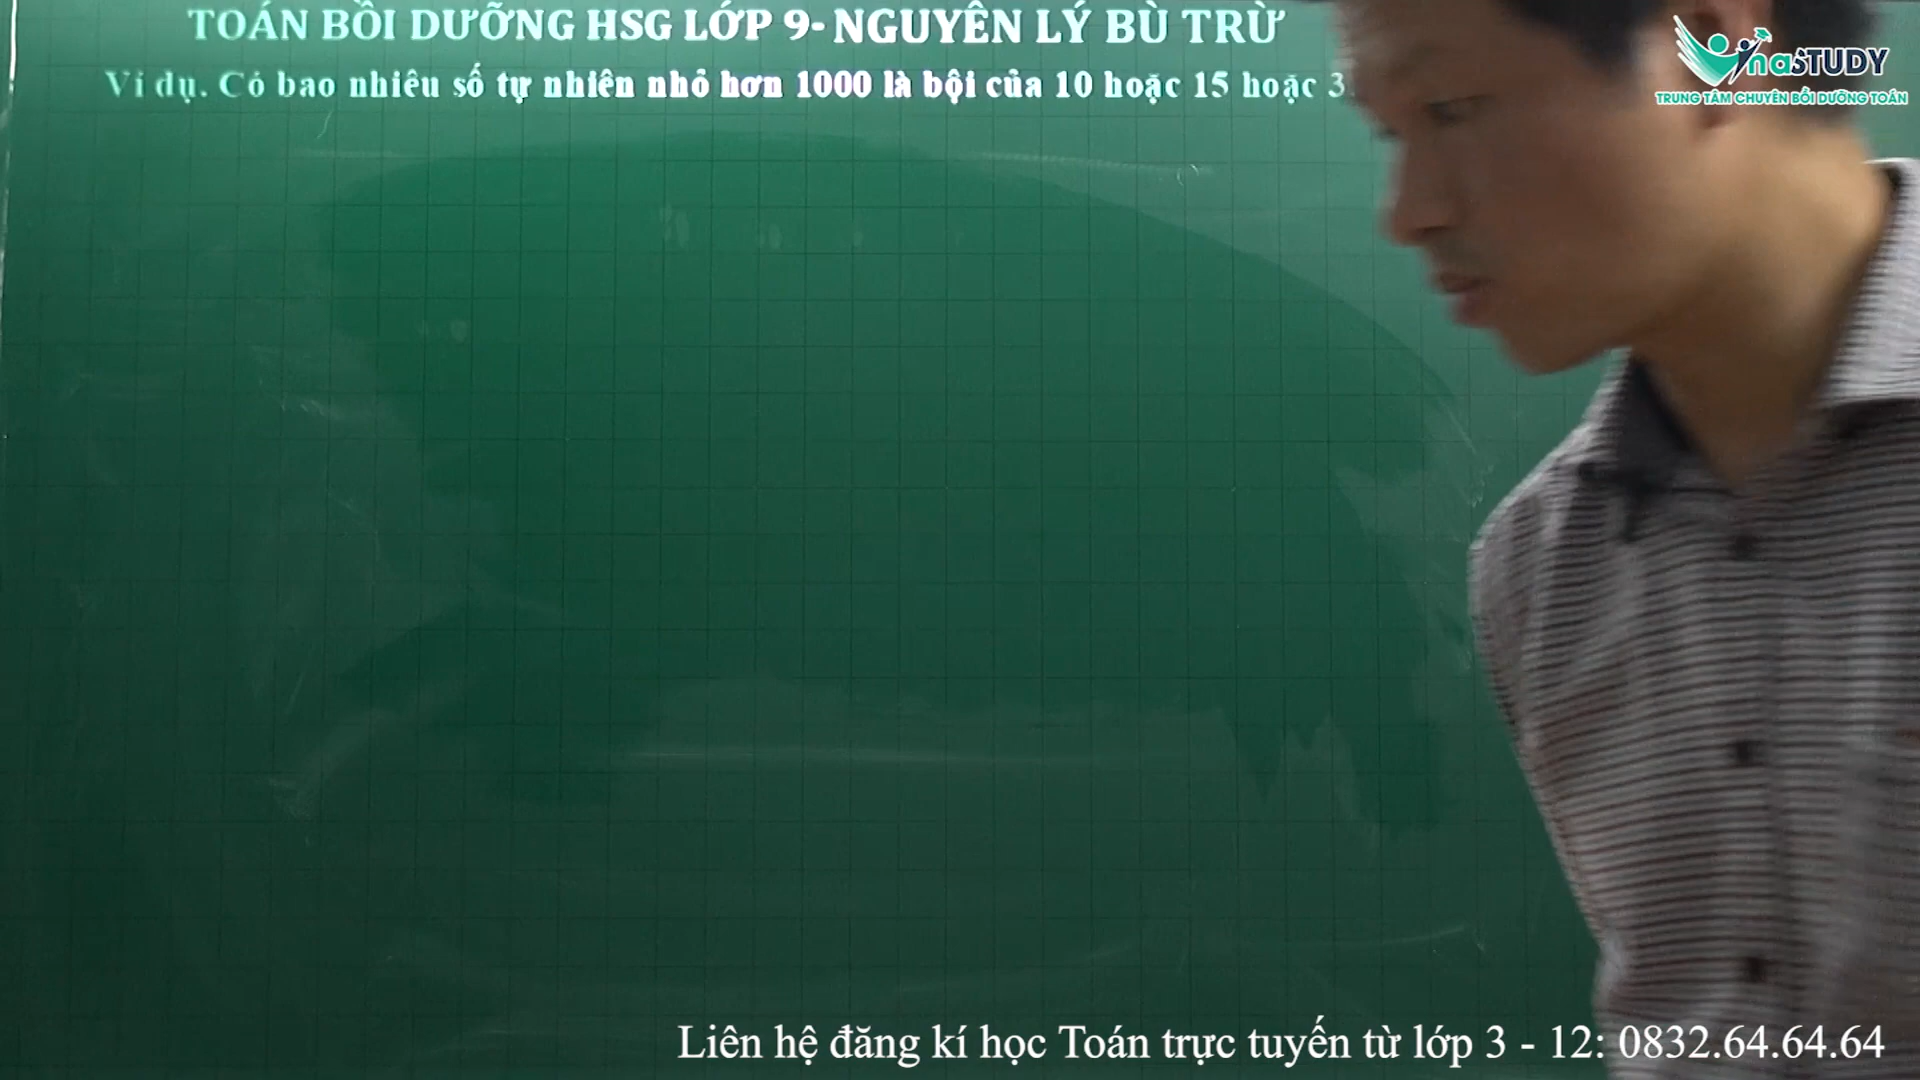 TOÁN BỒI DƯỠNG HSG LỚP 9- NGUYÊN LÝ BÙ TRỪ
Ví dụ. Có bao nhiêu số tự nhiên nhỏ hơn 1000 là bội của 10 hoặc 15 hoặc
inaSTUDY
TRUNG TÂM CHUYÊN BỒI DƯỠNG TOÁN
Liên hệ đăng kí học Toán trực tuyến từ lớp 3 - 12: 0832.64.64.64